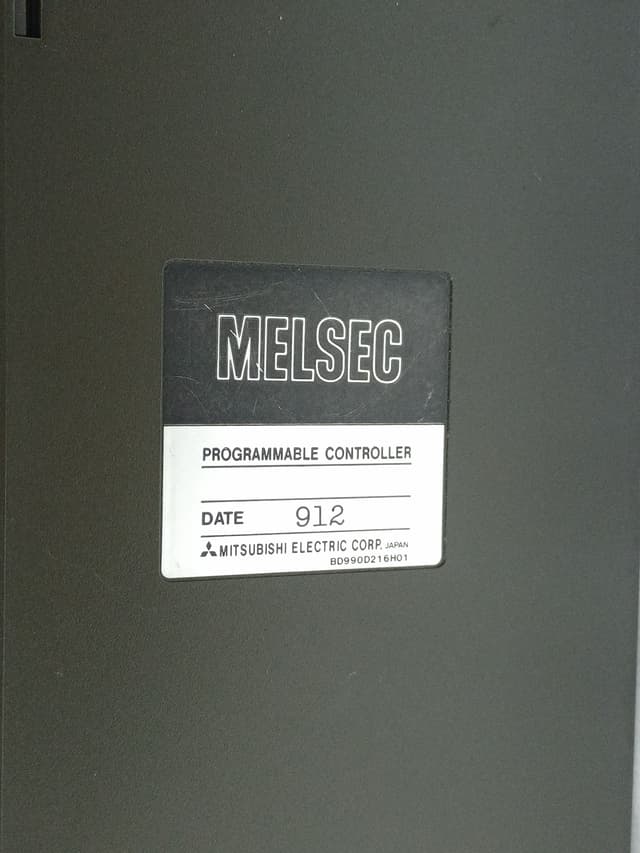 MELSEC
PROGRAMMABLE CONTROLLER
DATE 912
MITSUBISHI ELECTRIC CORP. JAPAN
BD990D216H01